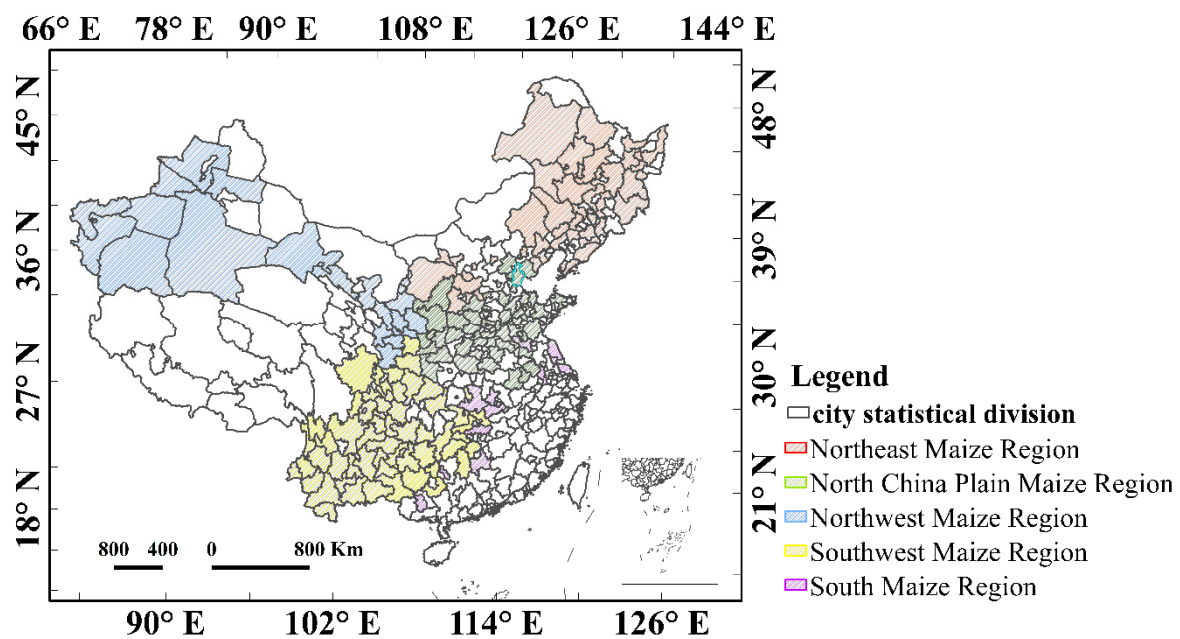 66° E 78° E 90° E 108° E 126° E 144° E
45° N
36° N
27° N
18° N
48° N
39° N
30° N
21° N
800 400 0 800 Km
90° E 102° E 114° E 126° E
Legend
city statistical division
Northeast Maize Region
North China Plain Maize Region
Northwest Maize Region
Southwest Maize Region
South Maize Region